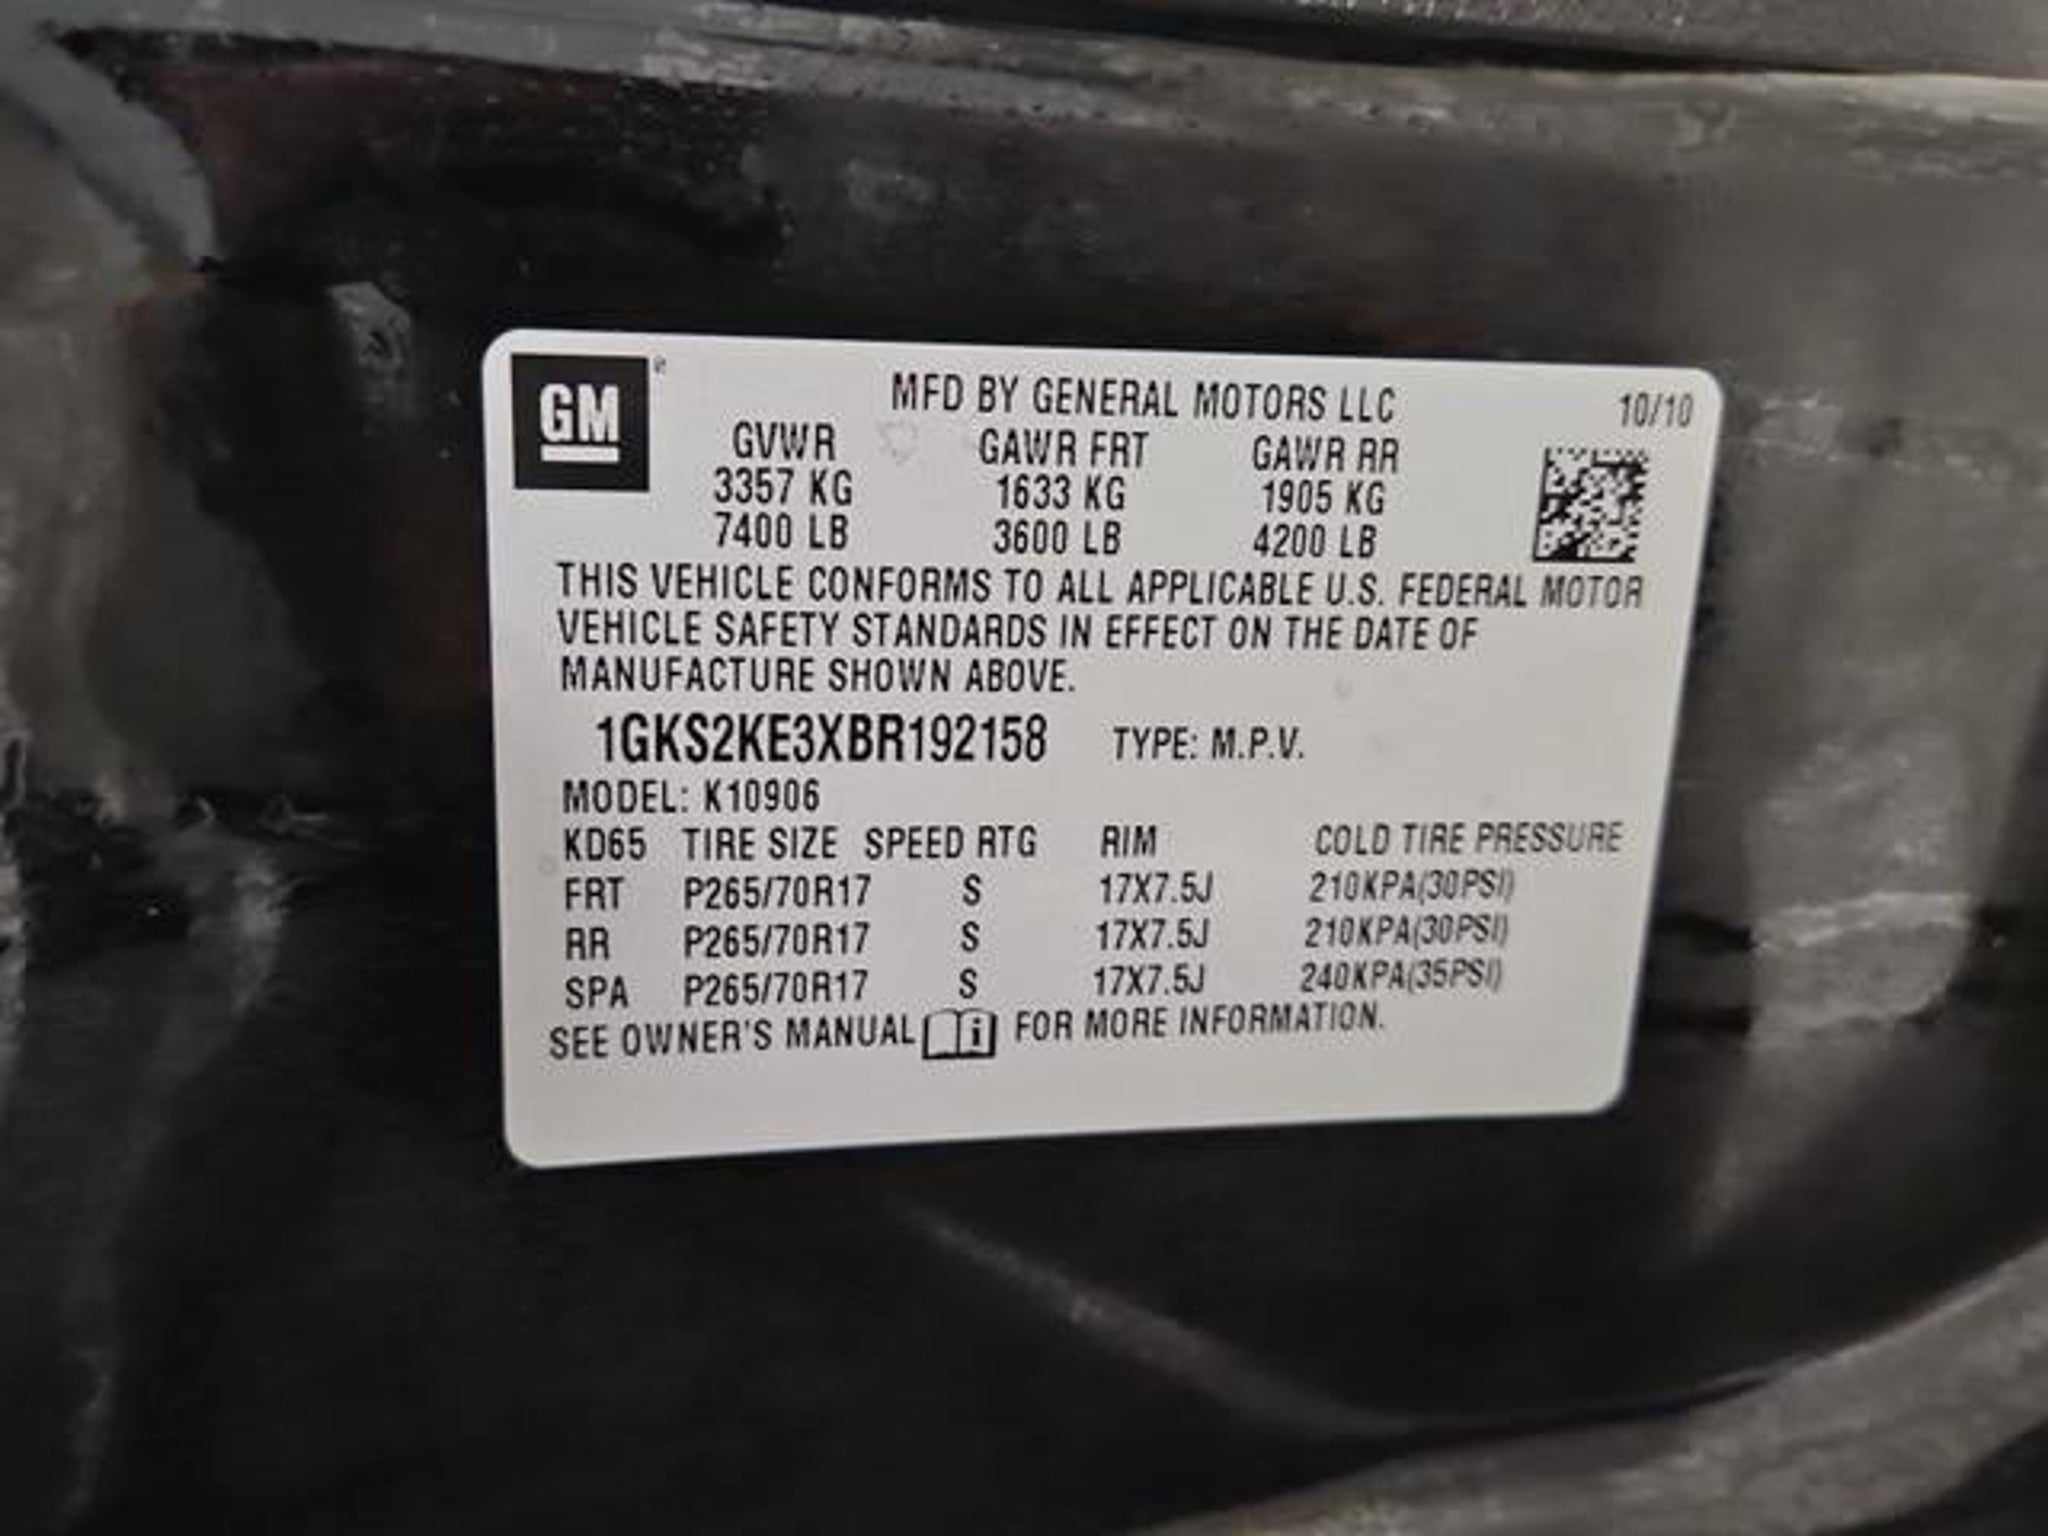 GM
MFD BY GENERAL MOTORS LLC 10/10
GVWR GAWR FRT GAWR RR
3357 KG 1633 KG 1905 KG
7400 LB 3600 LB 4200 LB
THIS VEHICLE CONFORMS TO ALL APPLICABLE U.S. FEDERAL MOTOR
VEHICLE SAFETY STANDARDS IN EFFECT ON THE DATE OF
MANUFACTURE SHOWN ABOVE.
1GKS2KE3XBR192158 TYPE: M.P.V.
MODEL: K10906
KD65 TIRE SIZE SPEED RTG RIM COLD TIRE PRESSURE
FRT P265/70R17 S 17X7.5J 210KPA(30PSI)
RR P265/70R17 S 17X7.5J 210KPA(30PSI)
SPA P265/70R17 S 17X7.5J 240KPA(35PSI)
SEE OWNER'S MANUAL i FOR MORE INFORMATION.